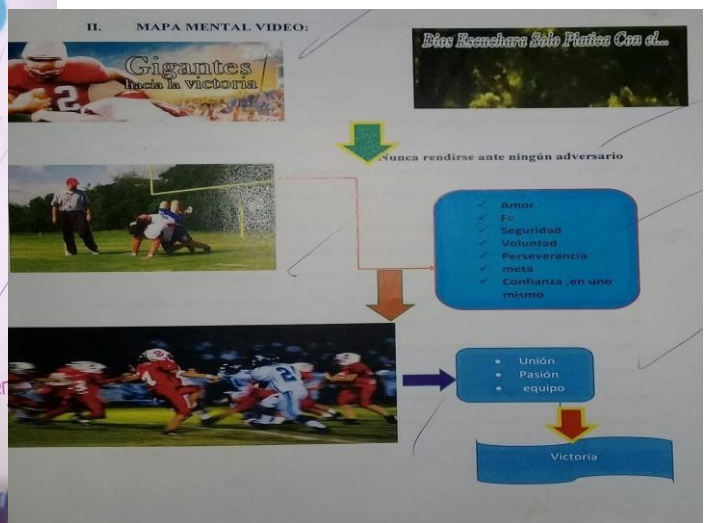 II. MAPA MENTAL VIDEO:
Gigantes
hacia la victoria
Dios Escuchara Solo Platica Con el...
Nunca rendirse ante ningún adversario
✓ Amor
✓ Fe
✓ Seguridad
✓ Voluntad
✓ Perseverancia
✓ meta
✓ Confianza ,en uno
mismo
• Unión
• Pasión
• equipo
Victoria